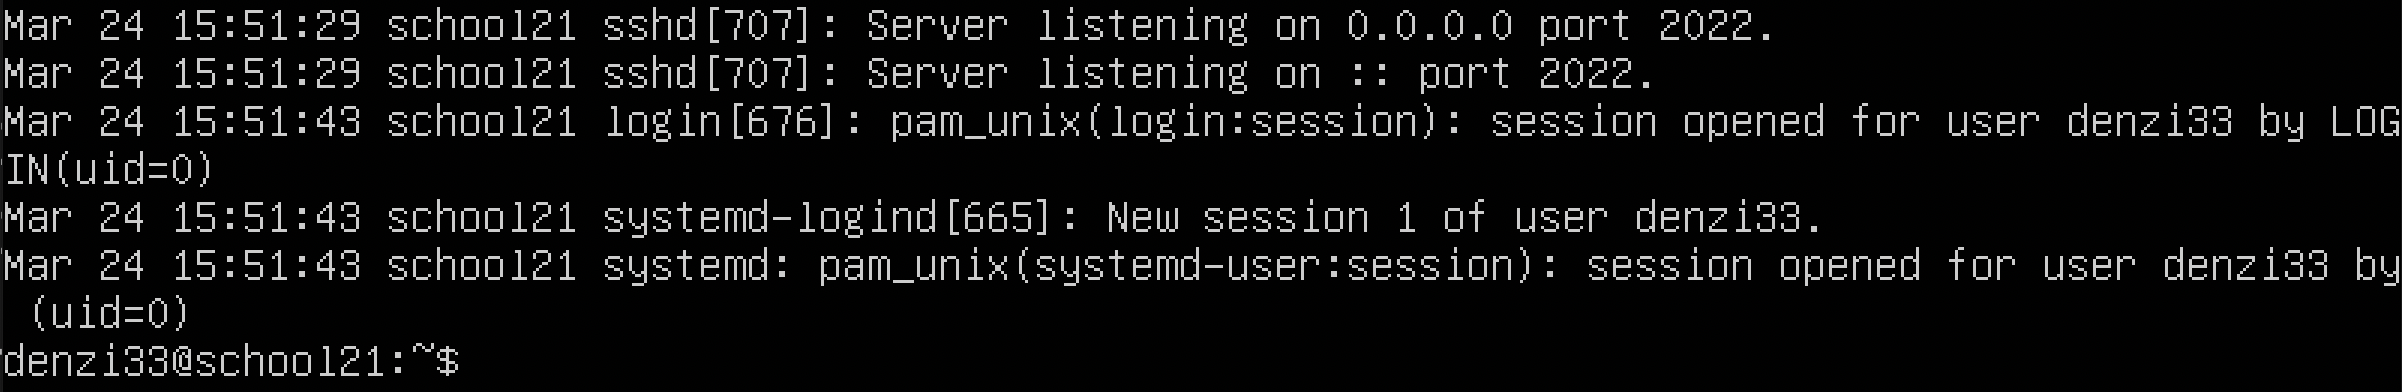 Mar 24 15:51:29 school21 sshd[707]: Server listening on 0.0.0.0 port 2022.
Mar 24 15:51:29 school21 sshd[707]: Server listening on :: port 2022.
Mar 24 15:51:43 school21 login[676]: pam_unix(login:session): session opened for user denzi33 by LOG
IN(uid=0)
Mar 24 15:51:43 school21 systemd-logind[665]: New session 1 of user denzi33.
Mar 24 15:51:43 school21 systemd: pam_unix(systemd-user:session): session opened for user denzi33 by
 (uid=0)
denzi33@school21:~$